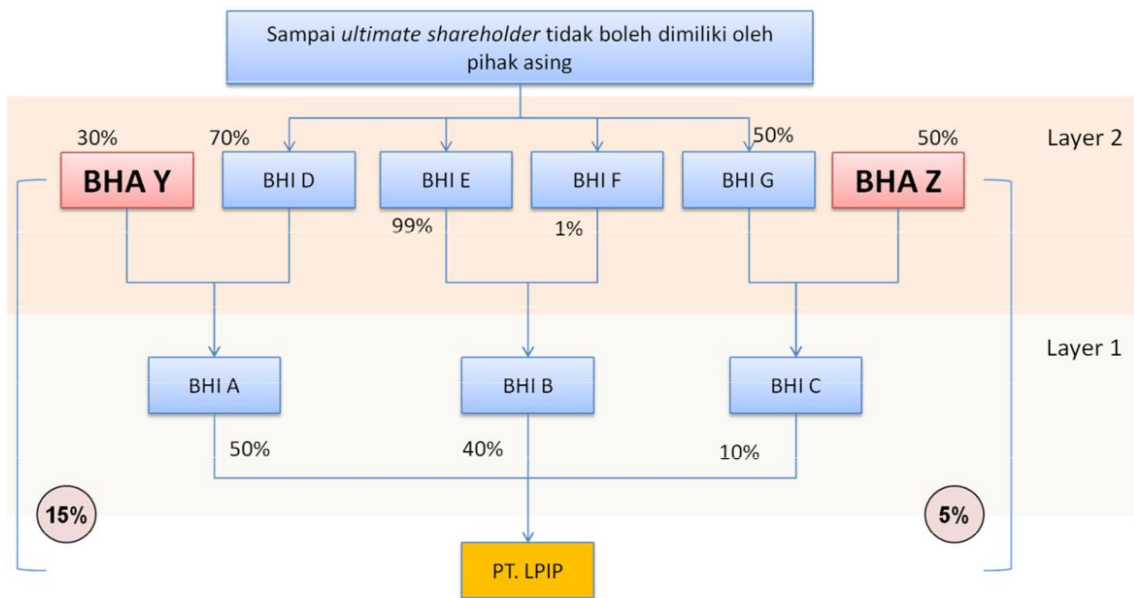 Sampai ultimate shareholder tidak boleh dimiliki oleh
pihak asing
30%
70%
50%
50%
Layer 2
BHA Y
BHI D
BHI E
BHI F
BHI G
BHA Z
99%
1%
Layer 1
BHI A
BHI B
BHI C
50%
40%
10%
15%
5%
PT. LPIP